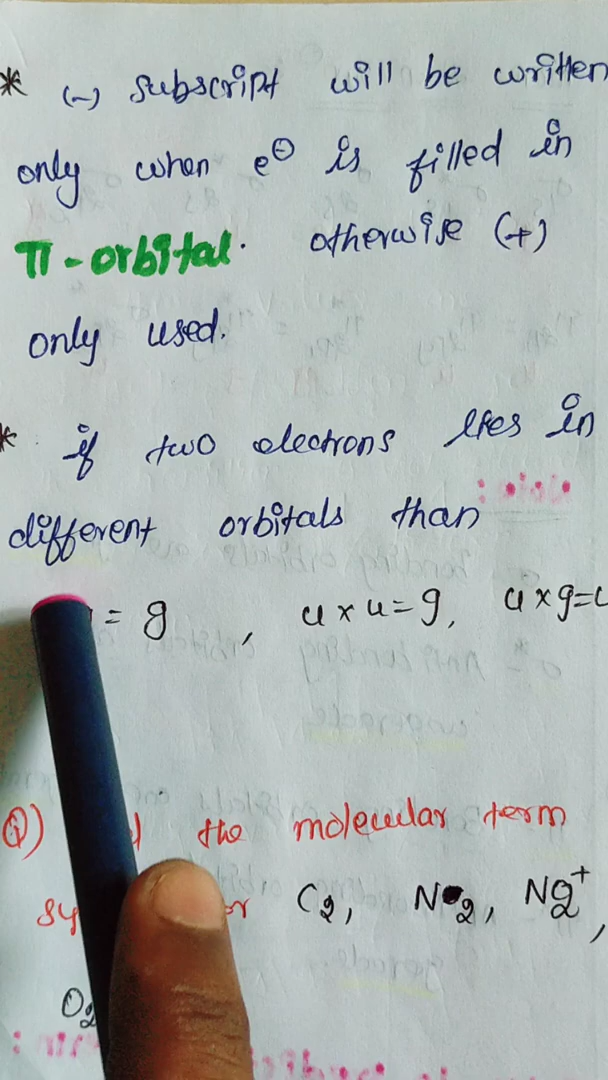 * (-) subscript will be written
only when e⊖ is filled in
π-orbital. otherwise (+)
only used.
* if two electrons lies in
different orbitals than
= g , u x u = g, u x g = u
Q) the molecular term
C2, N2, N2+,
O2